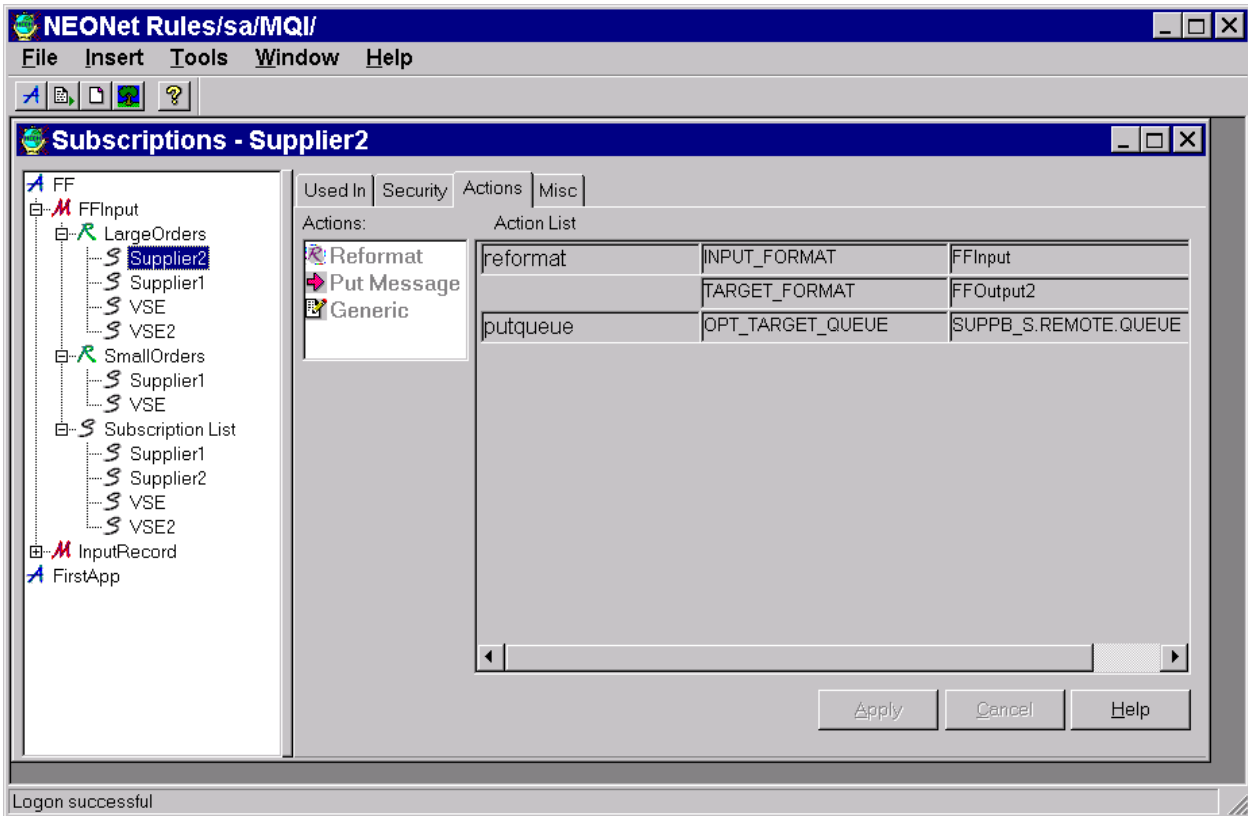 NEONet Rules/sa/MQI/
File Insert Tools Window Help
Subscriptions - Supplier2
FF
FFInput
LargeOrders
Supplier2
Supplier1
VSE
VSE2
SmallOrders
Supplier1
VSE
Subscription List
Supplier1
Supplier2
VSE
VSE2
InputRecord
FirstApp
Used In Security Actions Misc
Actions: Action List
Reformat
Put Message
Generic
reformat INPUT_FORMAT FFInput
TARGET_FORMAT FFOutput2
putqueue OPT_TARGET_QUEUE SUPPB_S.REMOTE.QUEUE
Apply Cancel Help
Logon successful